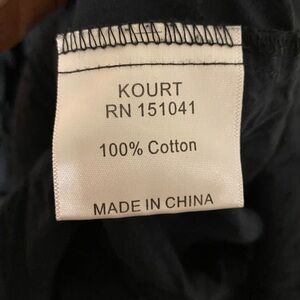 KOURT
RN 151041
100% Cotton
MADE IN CHINA